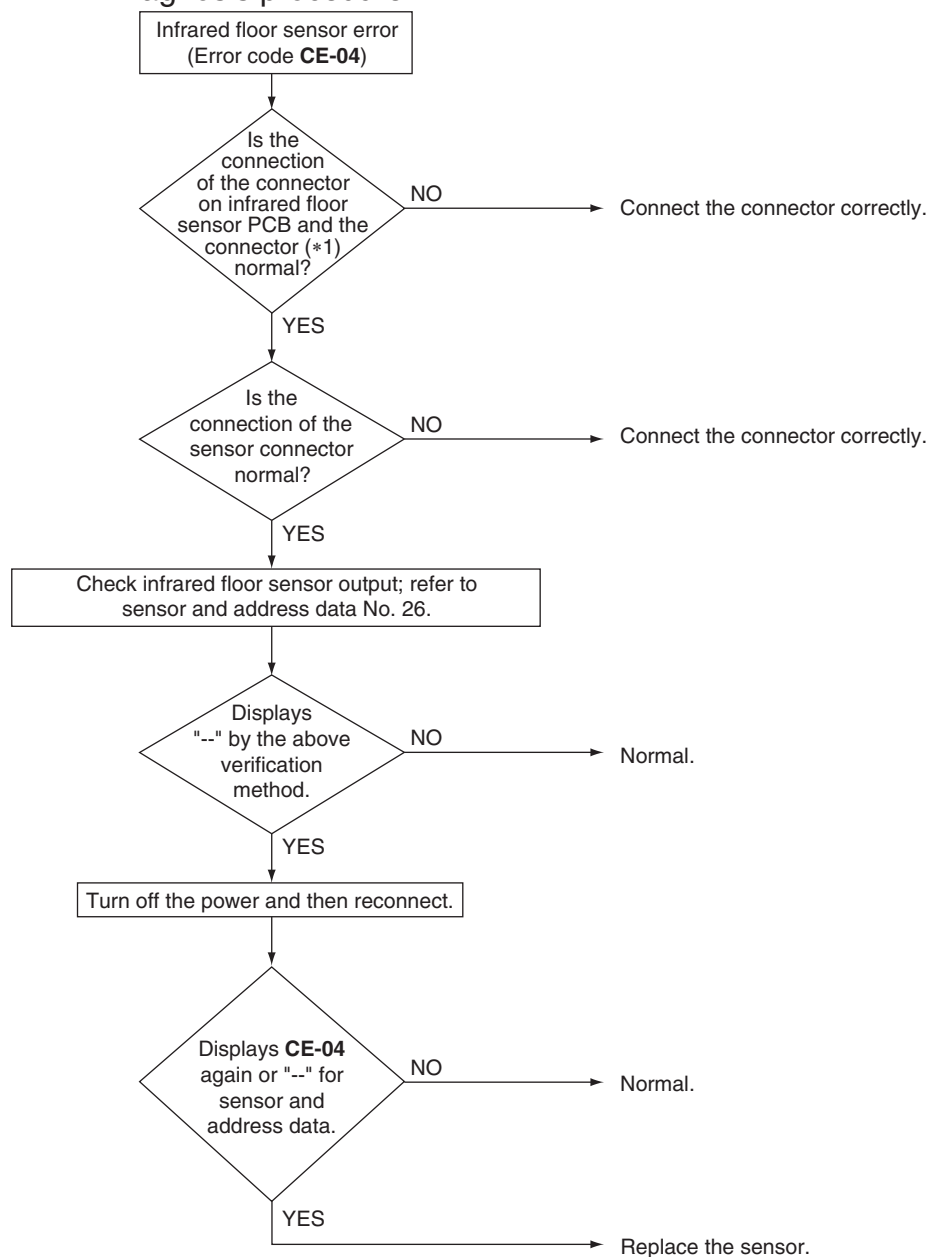 Infrared floor sensor error
(Error code CE-04)
Is the
connection
of the connector
on infrared floor
sensor PCB and the
connector (*1)
normal?
NO
Connect the connector correctly.
YES
Is the
connection of the
sensor connector
normal?
NO
Connect the connector correctly.
YES
Check infrared floor sensor output; refer to
sensor and address data No. 26.
Displays
"--" by the above
verification
method.
NO
Normal.
YES
Turn off the power and then reconnect.
Displays CE-04
again or "--" for
sensor and
address data.
NO
Normal.
YES
Replace the sensor.